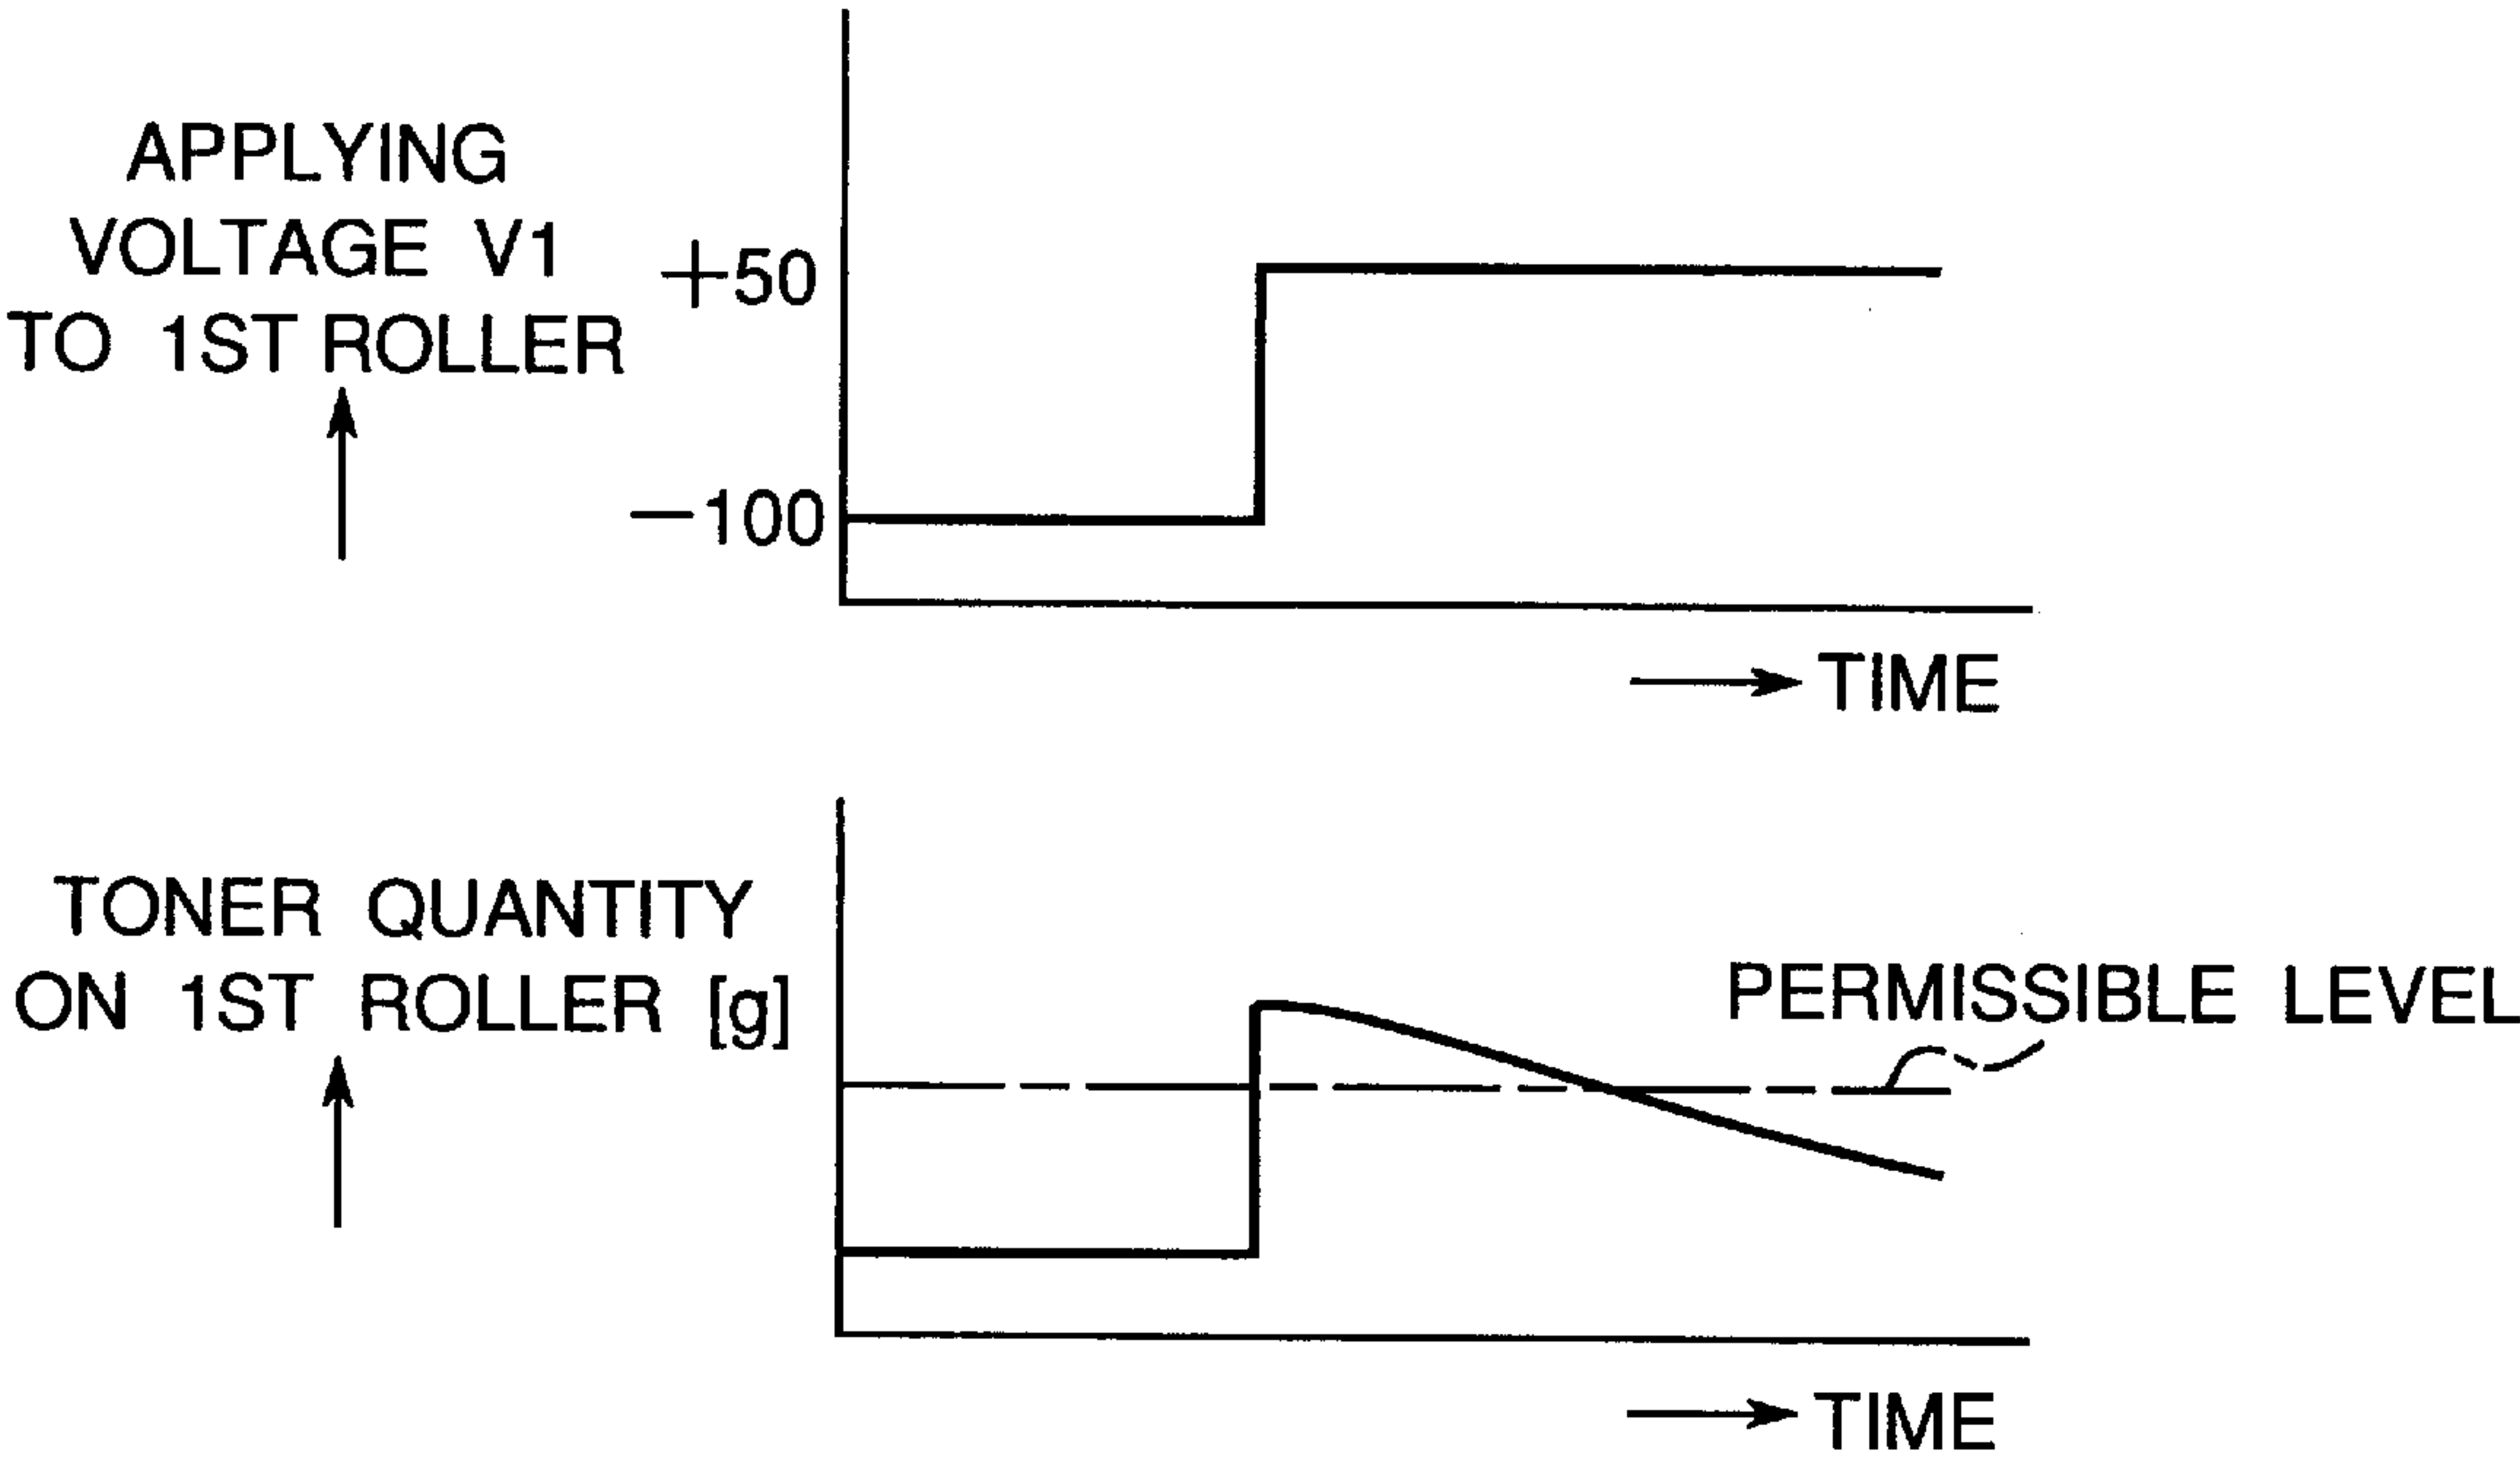 APPLYING
VOLTAGE V1
TO 1ST ROLLER
+50
−100
TIME
TONER QUANTITY
ON 1ST ROLLER [g]
PERMISSIBLE LEVEL
TIME